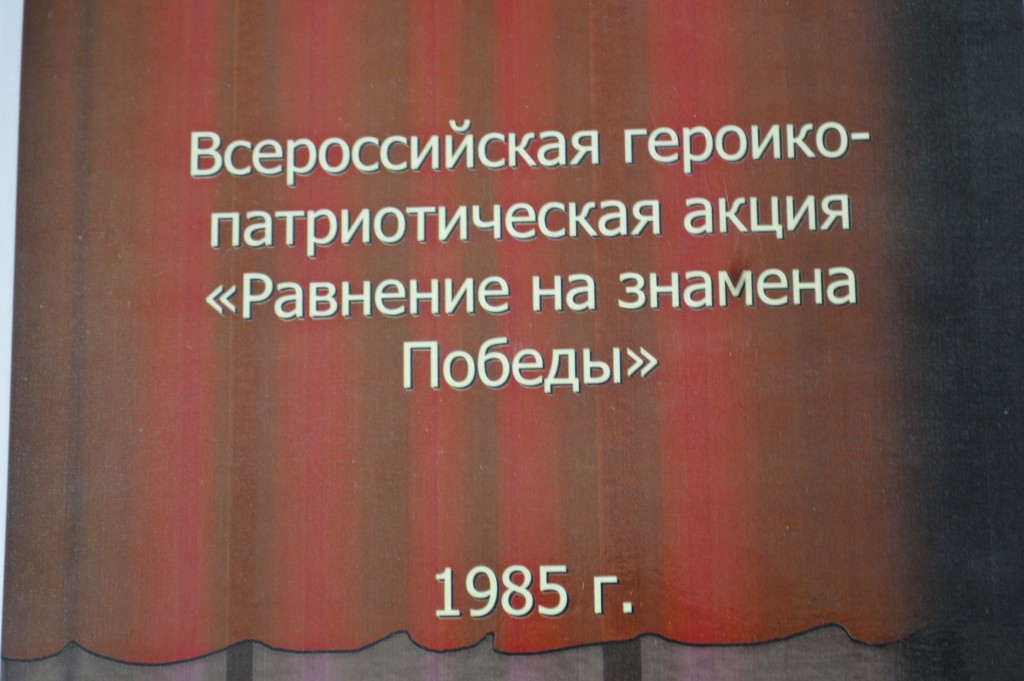 Всероссийская героико-
патриотическая акция
«Равнение на знамена
Победы»
1985 г.